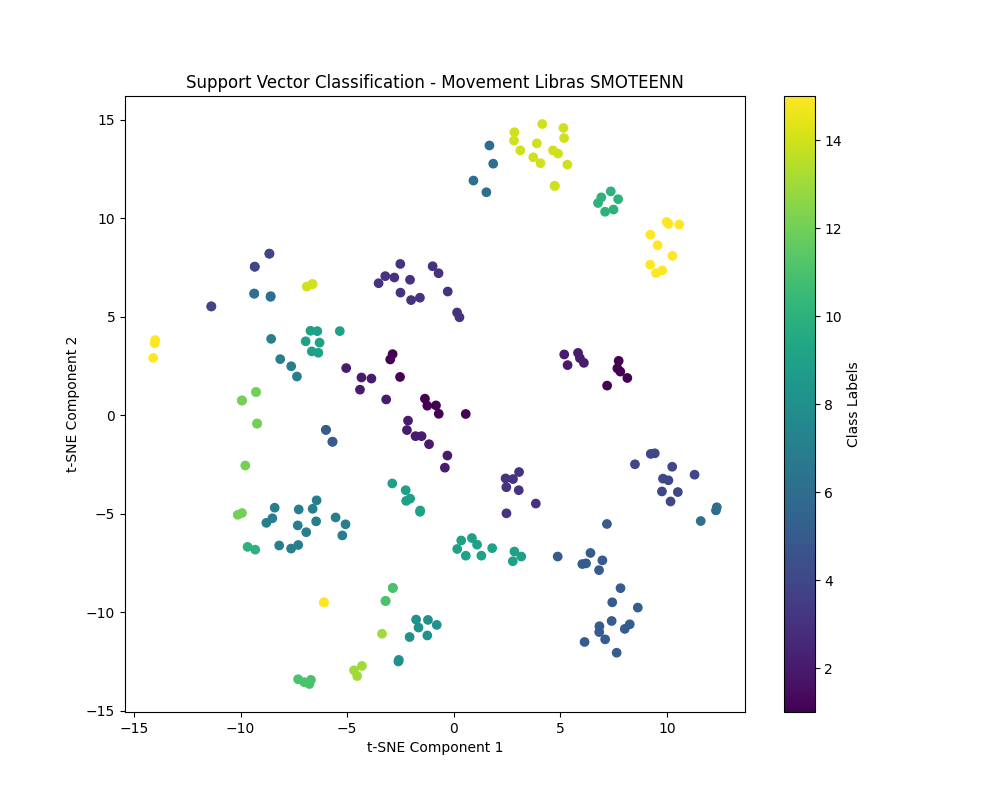 Support Vector Classification - Movement Libras SMOTEENN
15
10
5
0
−5
−10
−15
t-SNE Component 2
−15 −10 −5 0 5 10
t-SNE Component 1
14
12
10
8
6
4
2
Class Labels